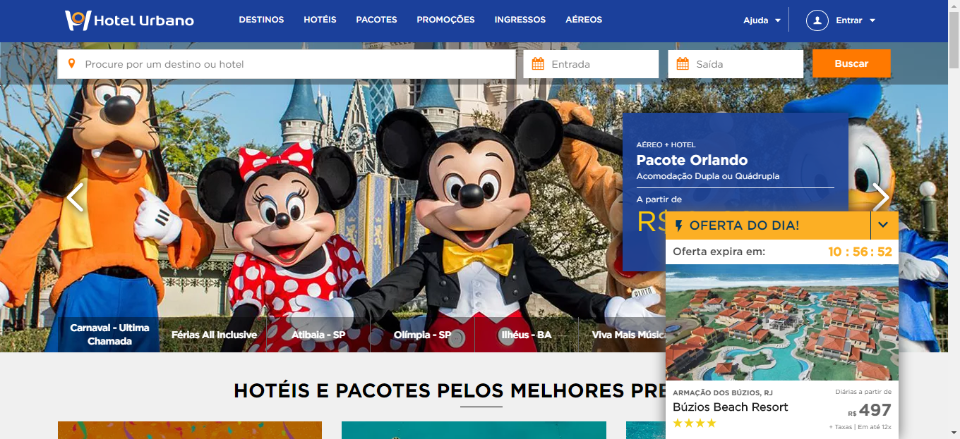 Hotel Urbano
DESTINOS HOTÉIS PACOTES PROMOÇÕES INGRESSOS AÉREOS
Ajuda Entrar
Procure por um destino ou hotel Entrada Saída Buscar
AÉREO + HOTEL
Pacote Orlando
Acomodação Dupla ou Quádrupla
A partir de
R$
OFERTA DO DIA!
Oferta expira em: 10 : 56 : 52
Carnaval - Ultima
Chamada
Férias All Inclusive
Atibaia - SP
Olímpia - SP
Ilhéus - BA
Viva Mais Músic
HOTÉIS E PACOTES PELOS MELHORES PRE
ARMAÇÃO DOS BÚZIOS, RJ
Búzios Beach Resort
Diárias a partir de
R$ 497
+ Taxas | Em até 12x